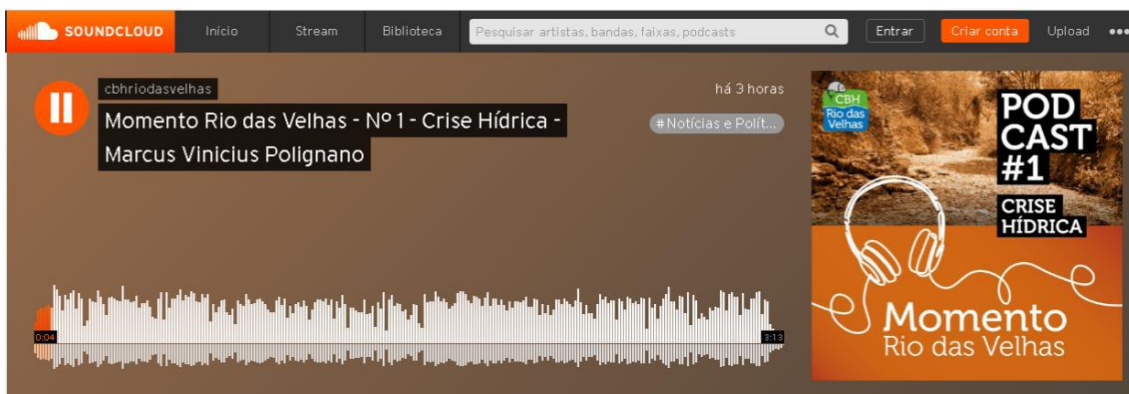 SOUNDCLOUD Início Stream Biblioteca Pesquisar artistas, bandas, faixas, podcasts Entrar Criar conta Upload
cbhriodasvelhas
há 3 horas
Momento Rio das Velhas - Nº 1 - Crise Hídrica -
Marcus Vinicius Polignano
#Notícias e Polít...
0:04
3:13
CBH
Rio das
Velhas
POD
CAST
#1
CRISE
HÍDRICA
Momento
Rio das Velhas